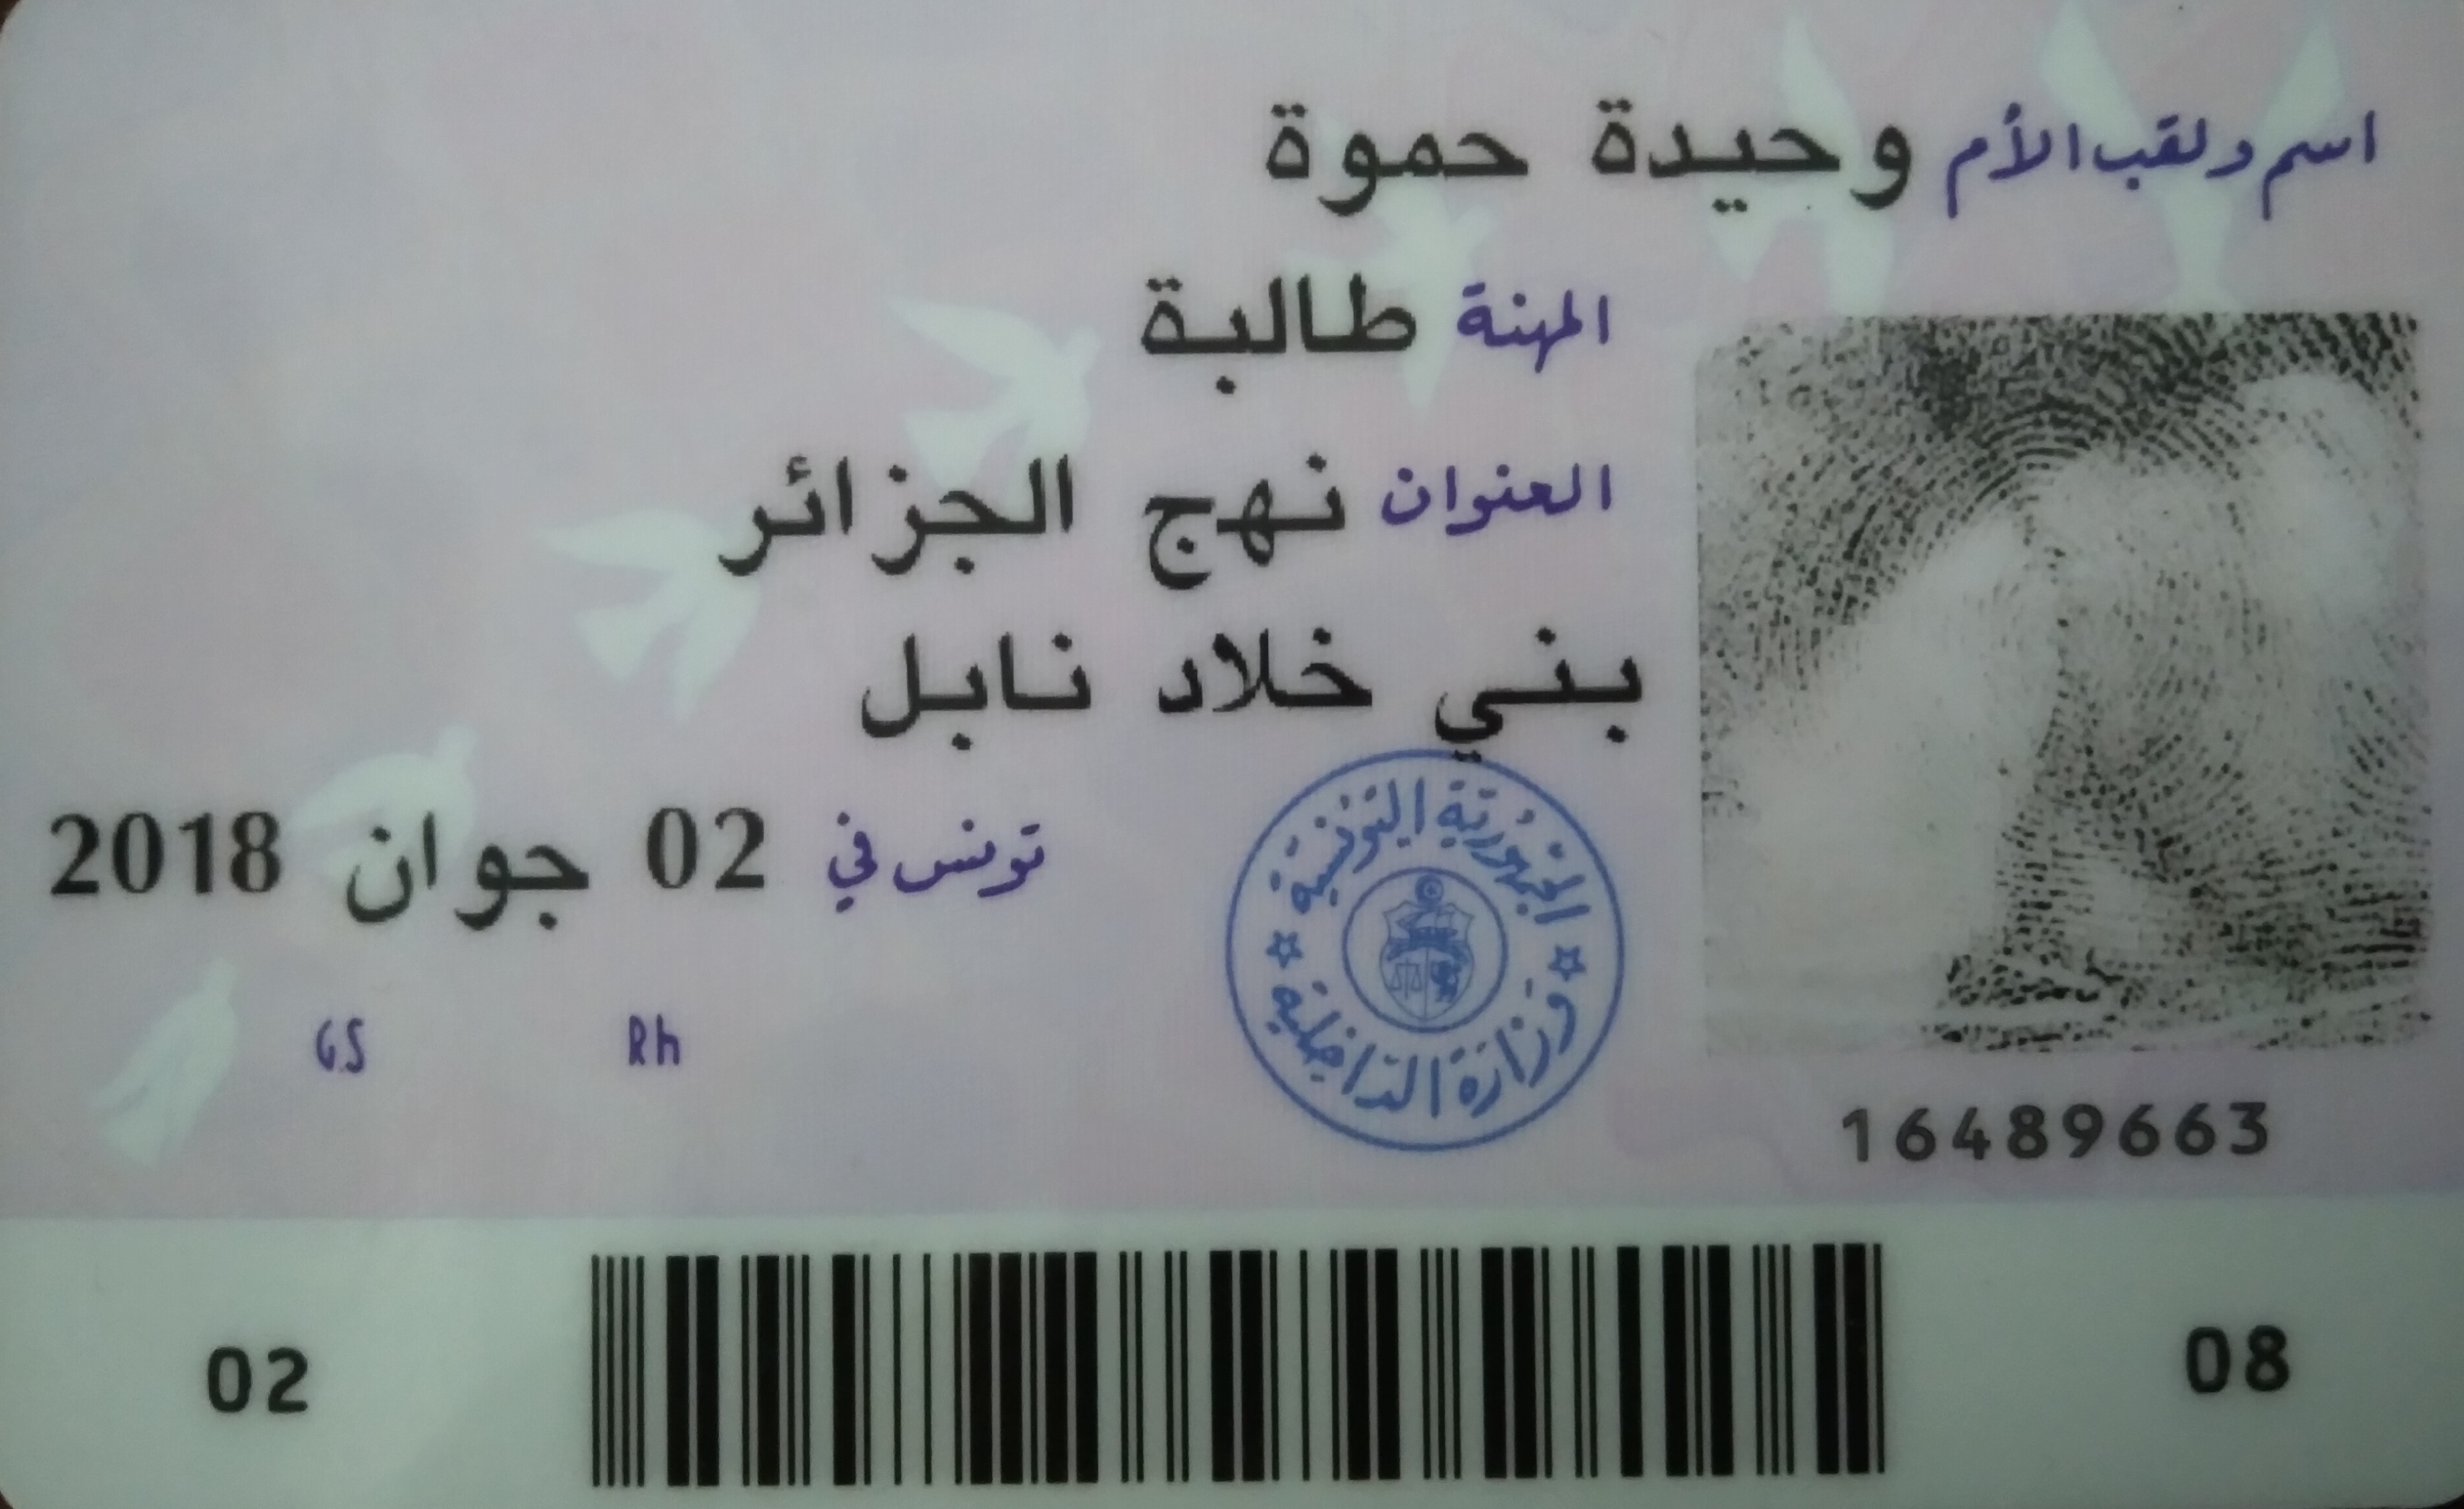 اسم ولقب الأم وحيدة حموة
المهنة طالبة
العنوان نهج الجزائر
بني خلاد نابل
تونس في 02 جوان 2018
الجمهورية التونسية
وزارة الداخلية
GS Rh
16489663
02 08